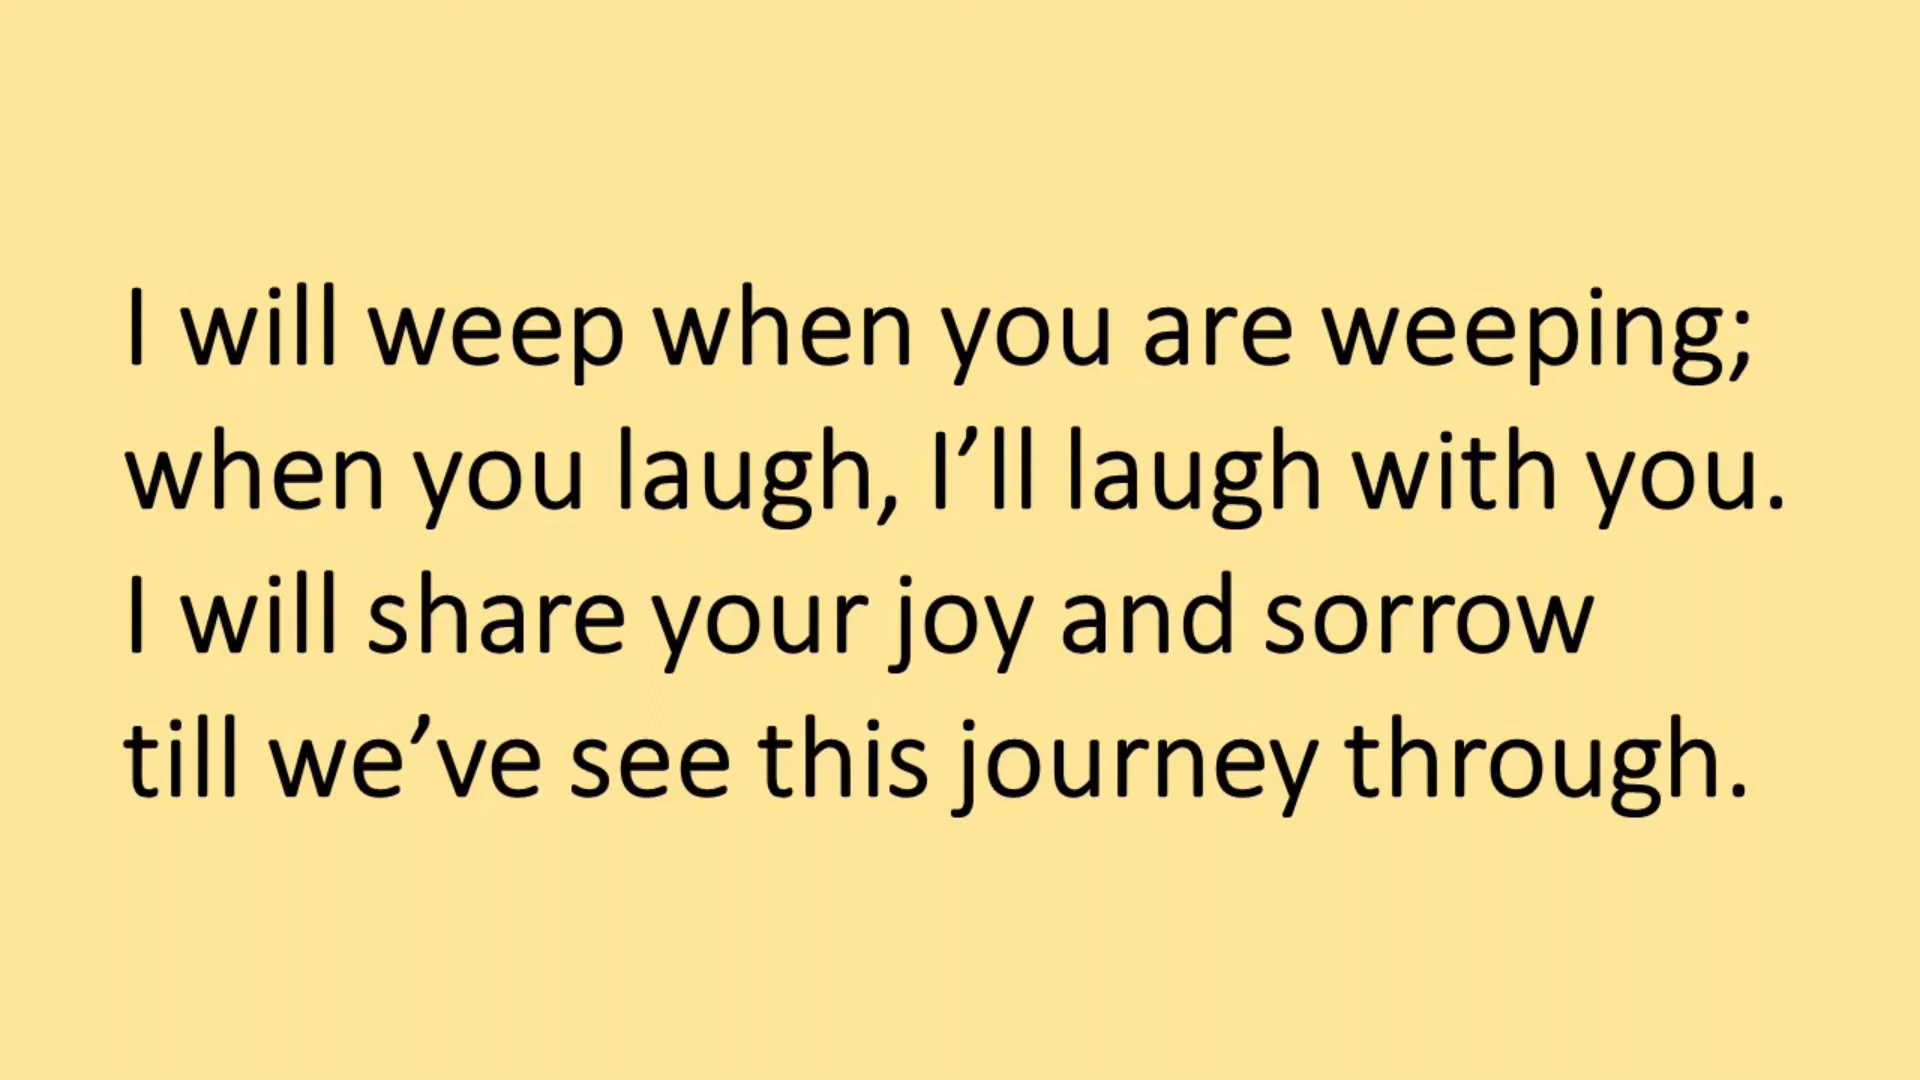 I will weep when you are weeping;
when you laugh, I’ll laugh with you.
I will share your joy and sorrow
till we’ve see this journey through.